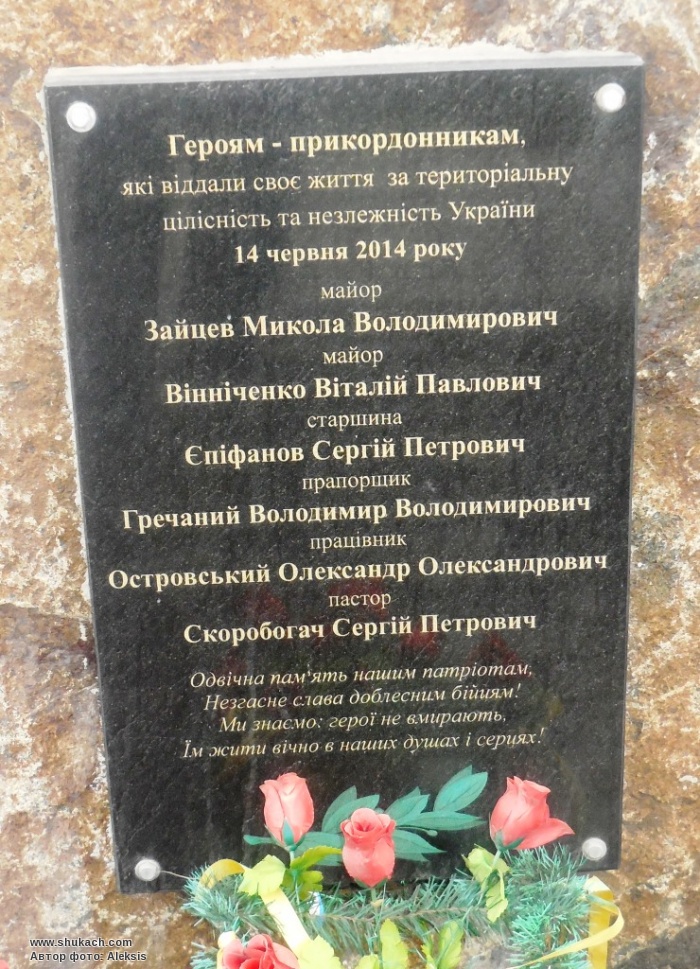 Героям - прикордонникам,
які віддали своє життя за територіальну
цілісність та незлежність України
14 червня 2014 року
майор
Зайцев Микола Володимирович
майор
Вінніченко Віталій Павлович
старшина
Єпіфанов Сергій Петрович
прапорщик
Гречаний Володимир Володимирович
працівник
Островський Олександр Олександрович
пастор
Скоробогач Сергій Петрович
Одвічна пам'ять нашим патріотам,
Незгасне слава доблесним бійцям!
Ми знаємо: герої не вмирають,
Їм жити вічно в наших душах і серцях!
www.shukach.com
Автор фото: Aleksis